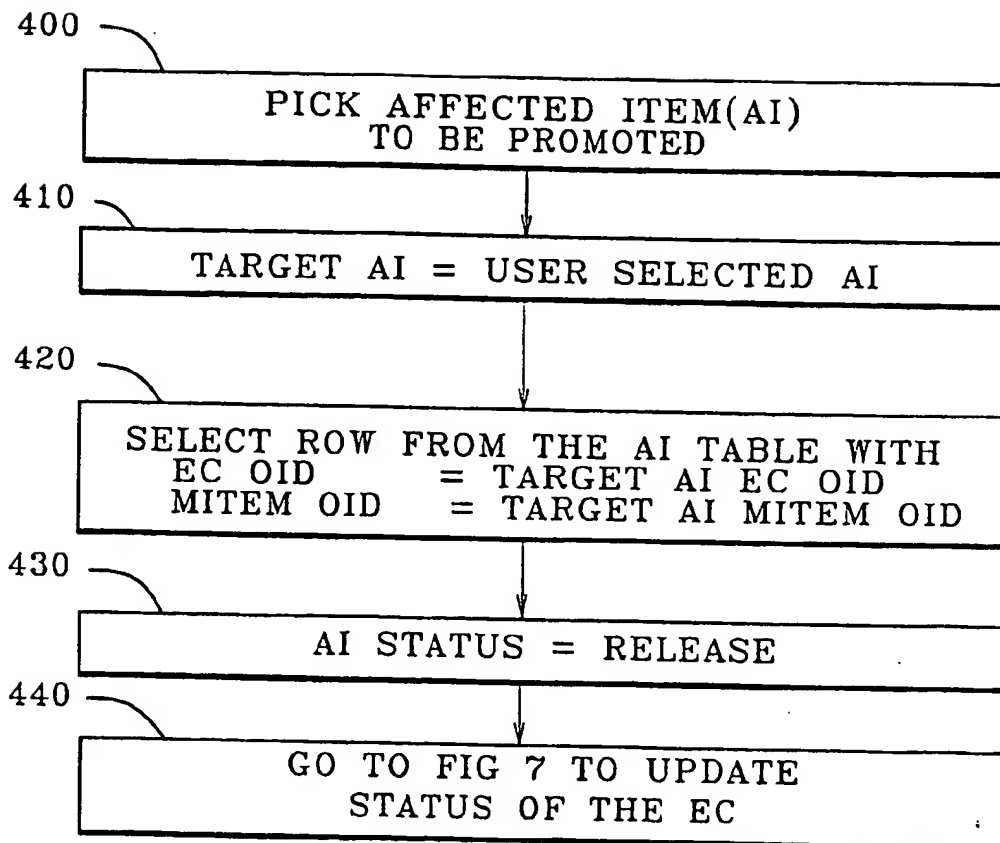 400
PICK AFFECTED ITEM(AI)
TO BE PROMOTED
410
TARGET AI = USER SELECTED AI
420
SELECT ROW FROM THE AI TABLE WITH
EC OID = TARGET AI EC OID
MITEM OID = TARGET AI MITEM OID
430
AI STATUS = RELEASE
440
GO TO FIG 7 TO UPDATE
STATUS OF THE EC